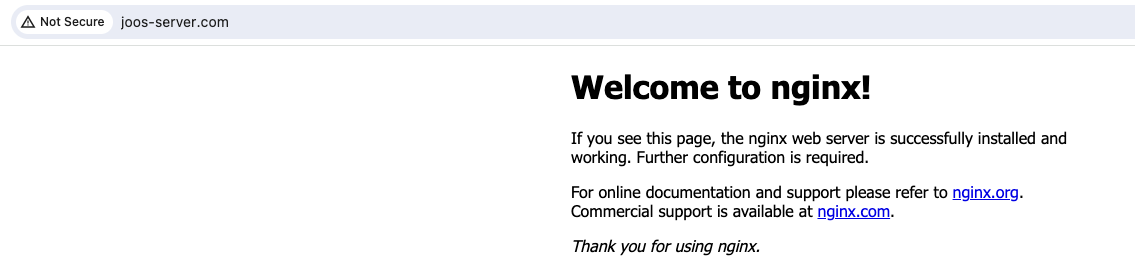 Not Secure joos-server.com
Welcome to nginx!
If you see this page, the nginx web server is successfully installed and
working. Further configuration is required.
For online documentation and support please refer to nginx.org.
Commercial support is available at nginx.com.
Thank you for using nginx.